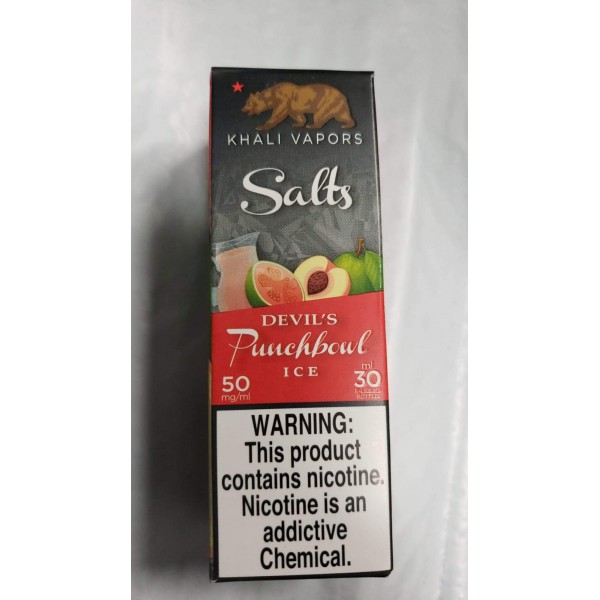 KHALI VAPORS
Salts
DEVIL'S
Punchbowl
ICE
50
mg/ml
ml
30
WARNING:
This product
contains nicotine.
Nicotine is an
addictive
Chemical.